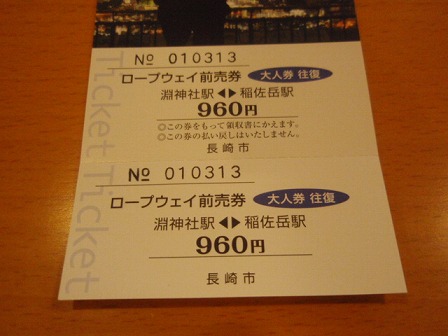 Ticket Ticket
№ 010313
ロープウェイ前売券 大人券 往復
淵神社駅◀▶稲佐岳駅
960円
◎この券をもって領収書にかえます。
◎この券の払い戻しはいたしません。
長崎市
№ 010313
ロープウェイ前売券 大人券 往復
淵神社駅◀▶稲佐岳駅
960円
長崎市